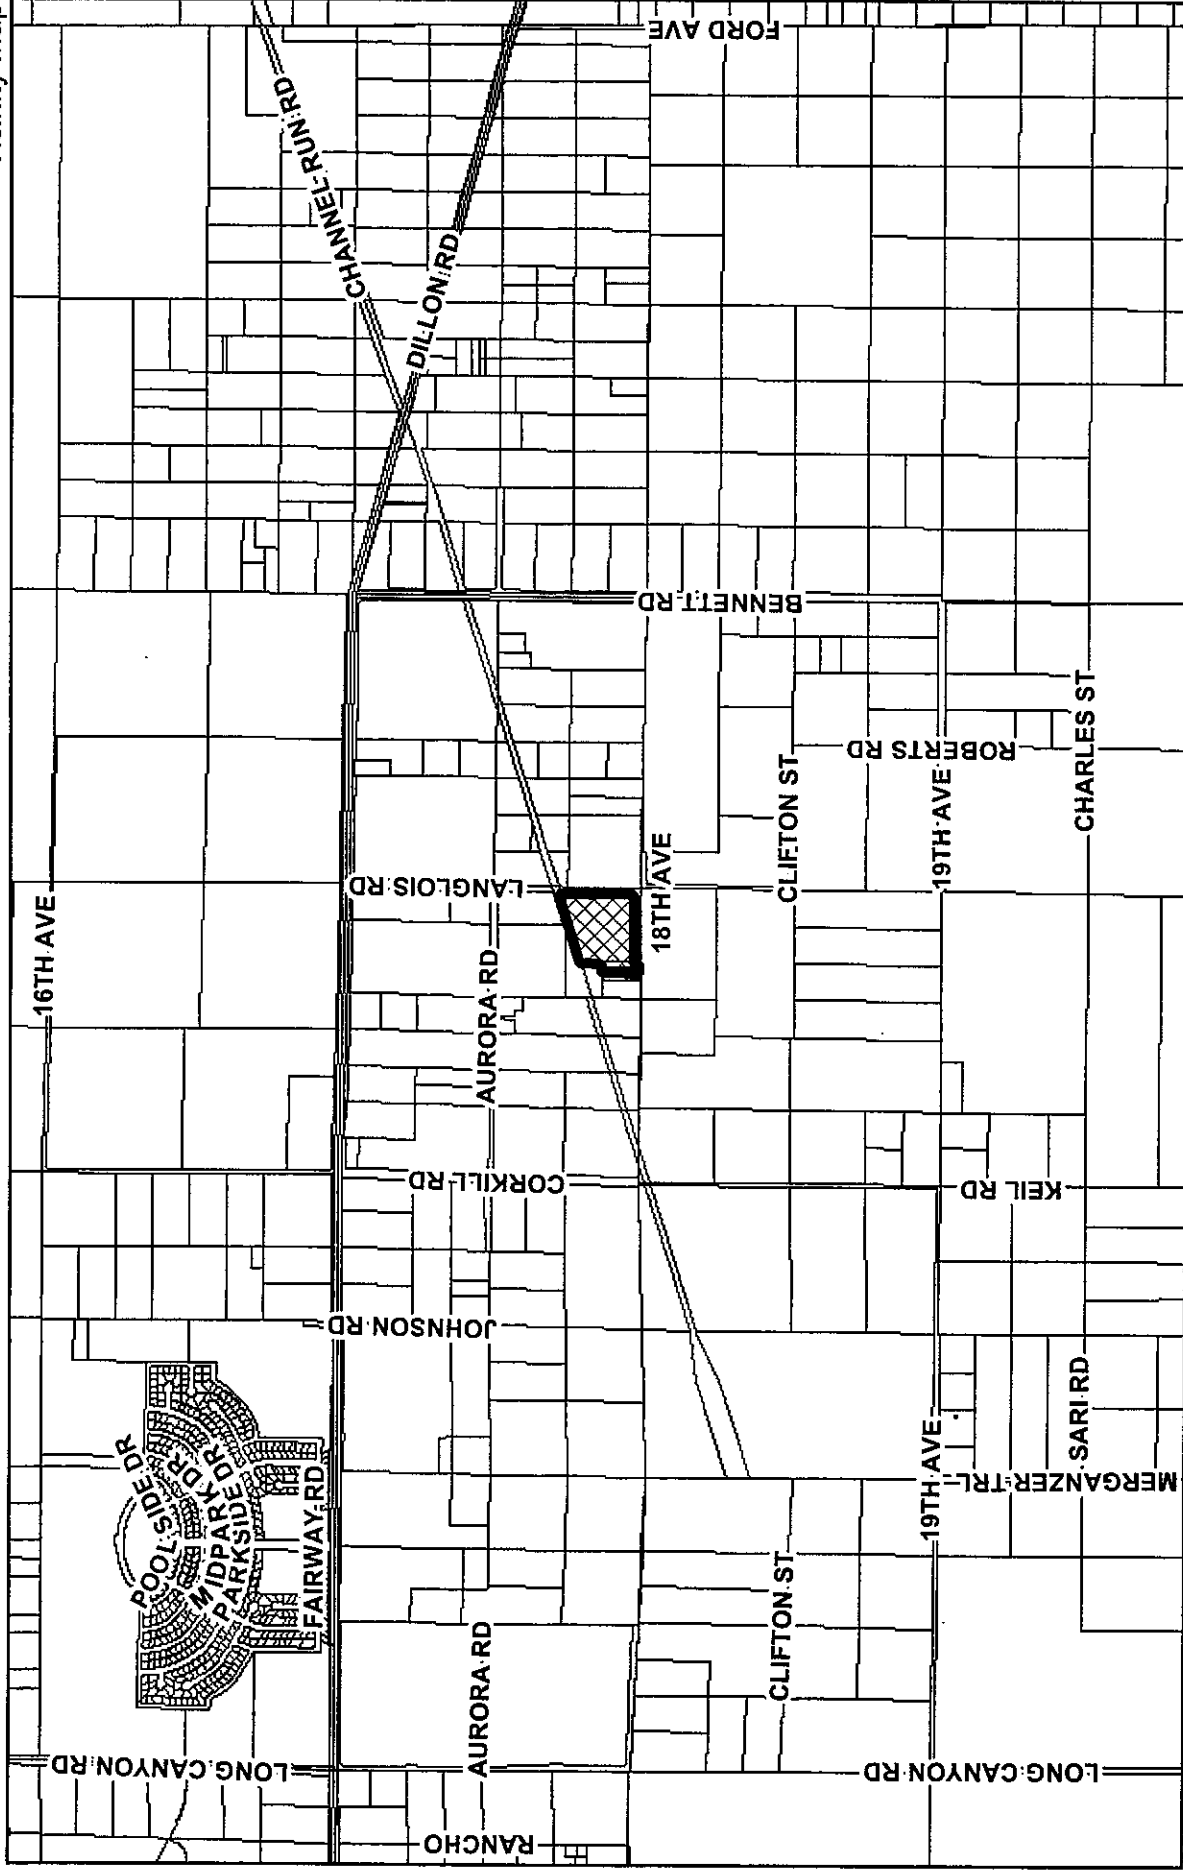 FORD AVE
CHANNEL RUN RD
DILLON RD
BENNETT RD
ROBERTS RD
CHARLES ST
CLIFTON ST
19TH AVE
LANGLOIS RD
18TH AVE
16TH AVE
AURORA RD
CORKILL RD
KEIL RD
JOHNSON RD
POOL SIDE DR
MIDPARK DR
PARKSIDE DR
FAIRWAY RD
SARI RD
19TH AVE
MERGANZER TRL
CLIFTON ST
AURORA RD
LONG CANYON RD
LONG CANYON RD
RANCHO